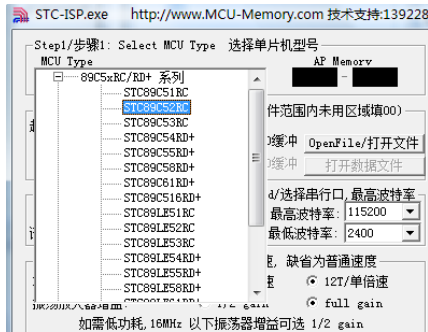 STC-ISP.exe http://www.MCU-Memory.com 技术支持:139228
Step1/步骤1: Select MCU Type 选择单片机型号
MCU Type AP Memory
89C5xRC/RD+ 系列
STC89C51RC
STC89C52RC
STC89C53RC
STC89C54RD+
STC89C55RD+
STC89C58RD+
STC89C61RD+
STC89C516RD+
STC89LE51RC
STC89LE52RC
STC89LE53RC
STC89LE54RD+
STC89LE55RD+
STC89LE58RD+
-
件范围内未用区域填00)
缓冲 OpenFile/打开文件
缓冲 打开数据文件
d/选择串行口,最高波特率
最高波特率: 115200
最低波特率: 2400
缺省为普通速度
12T/单倍速
1/2 gain full gain
如需低功耗,16MHz 以下振荡器增益可选 1/2 gain